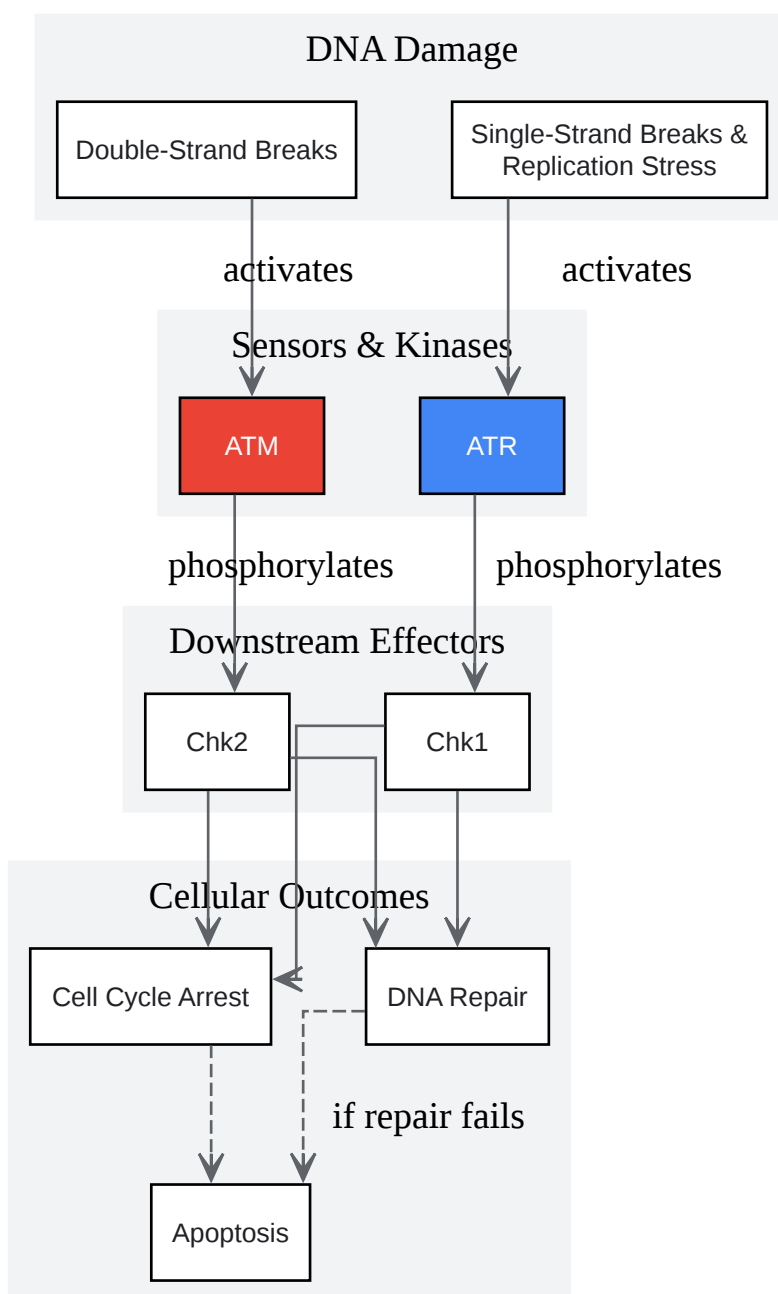 DNA Damage
Double-Strand Breaks
Single-Strand Breaks &
Replication Stress
activates
activates
Sensors & Kinases
ATM
ATR
phosphorylates
phosphorylates
Downstream Effectors
Chk2
Chk1
Cellular Outcomes
Cell Cycle Arrest
DNA Repair
if repair fails
Apoptosis